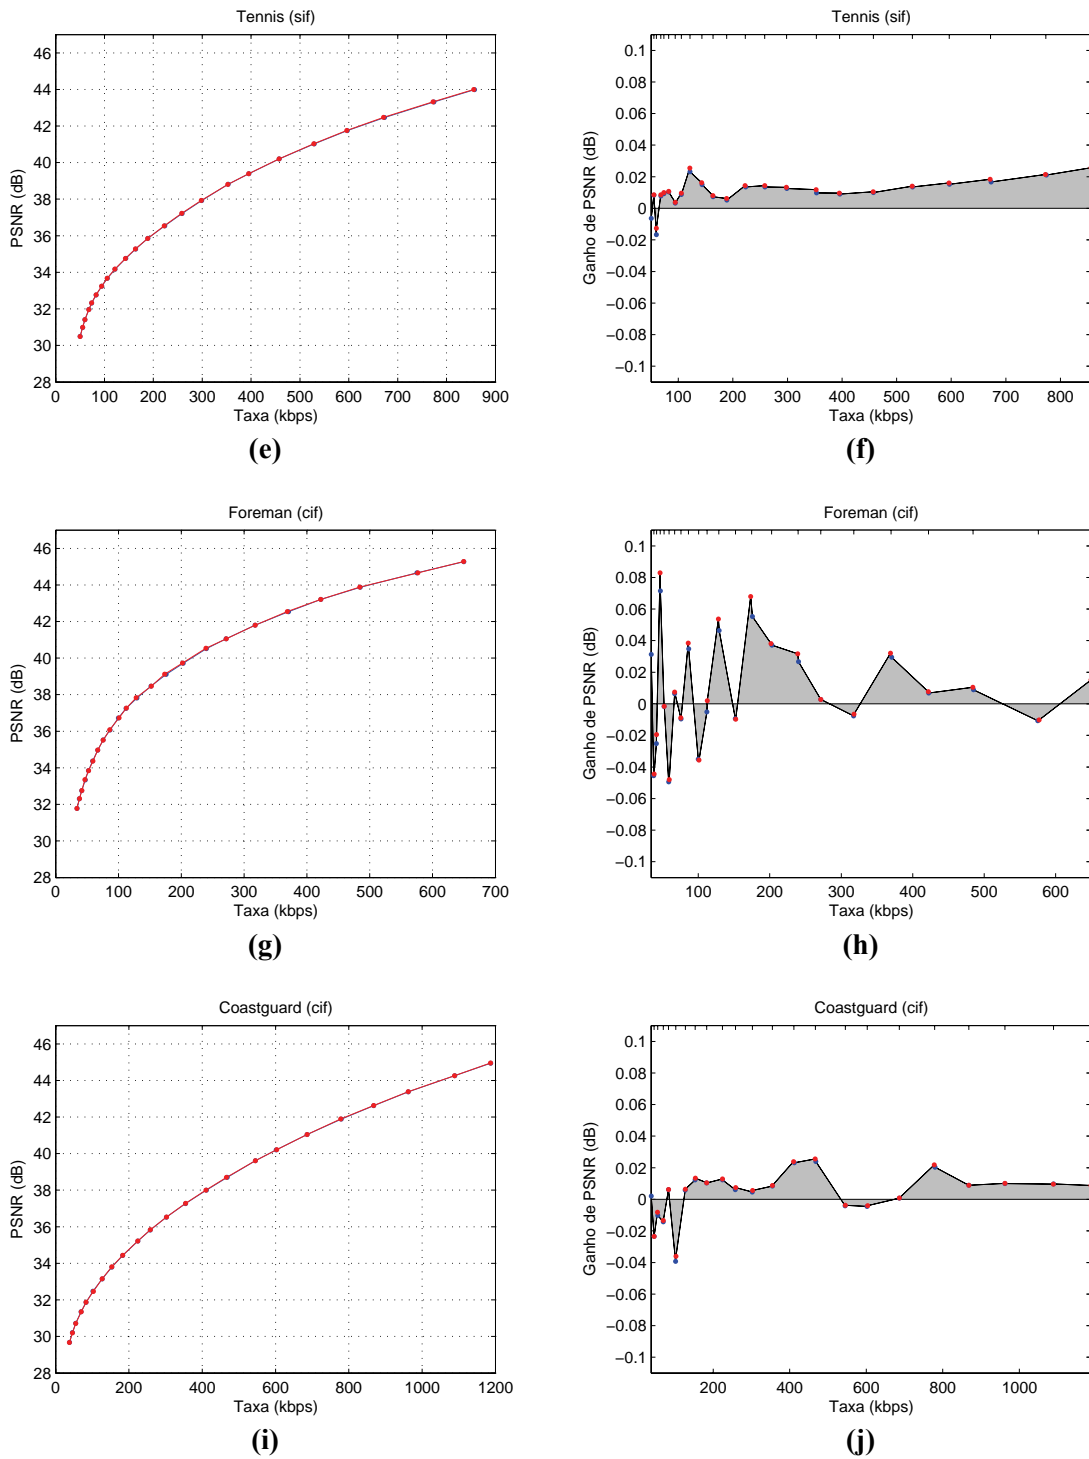 Tennis (sif)
46
44
42
40
38
36
34
32
30
28
PSNR (dB)
0 100 200 300 400 500 600 700 800 900
Taxa (kbps)
(e)
Tennis (sif)
0.1
0.08
0.06
0.04
0.02
0
−0.02
−0.04
−0.06
−0.08
−0.1
Ganho de PSNR (dB)
100 200 300 400 500 600 700 800
Taxa (kbps)
(f)
Foreman (cif)
46
44
42
40
38
36
34
32
30
28
PSNR (dB)
0 100 200 300 400 500 600 700
Taxa (kbps)
(g)
Foreman (cif)
0.1
0.08
0.06
0.04
0.02
0
−0.02
−0.04
−0.06
−0.08
−0.1
Ganho de PSNR (dB)
100 200 300 400 500 600
Taxa (kbps)
(h)
Coastguard (cif)
46
44
42
40
38
36
34
32
30
28
PSNR (dB)
0 200 400 600 800 1000 1200
Taxa (kbps)
(i)
Coastguard (cif)
0.1
0.08
0.06
0.04
0.02
0
−0.02
−0.04
−0.06
−0.08
−0.1
Ganho de PSNR (dB)
200 400 600 800 1000
Taxa (kbps)
(j)